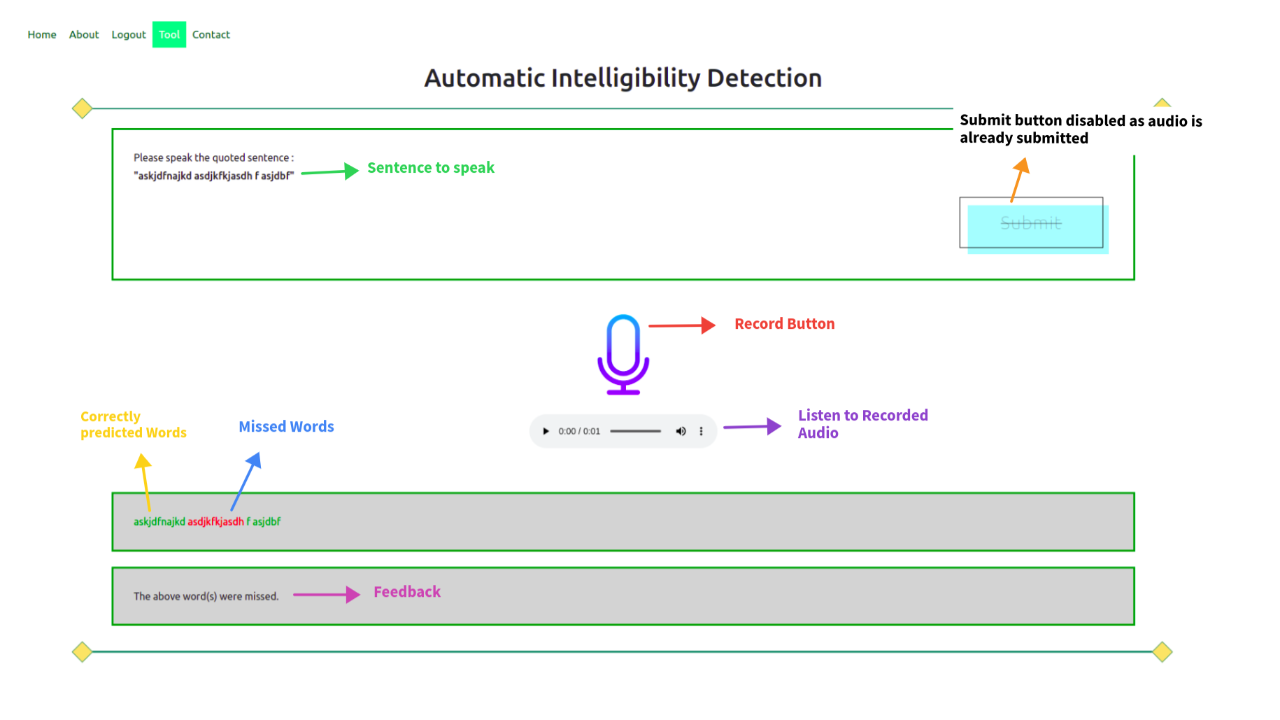 Home About Logout Tool Contact
Automatic Intelligibility Detection
Submit button disabled as audio is
already submitted
Please speak the quoted sentence :
"askjdfnajkd asdjkfkjasdh f asjdbf"
Sentence to speak
Submit
Record Button
Correctly
predicted Words
Missed Words
0:00 / 0:01
Listen to Recorded
Audio
askjdfnajkd asdjkfkjasdh f asjdbf
The above word(s) were missed.
Feedback